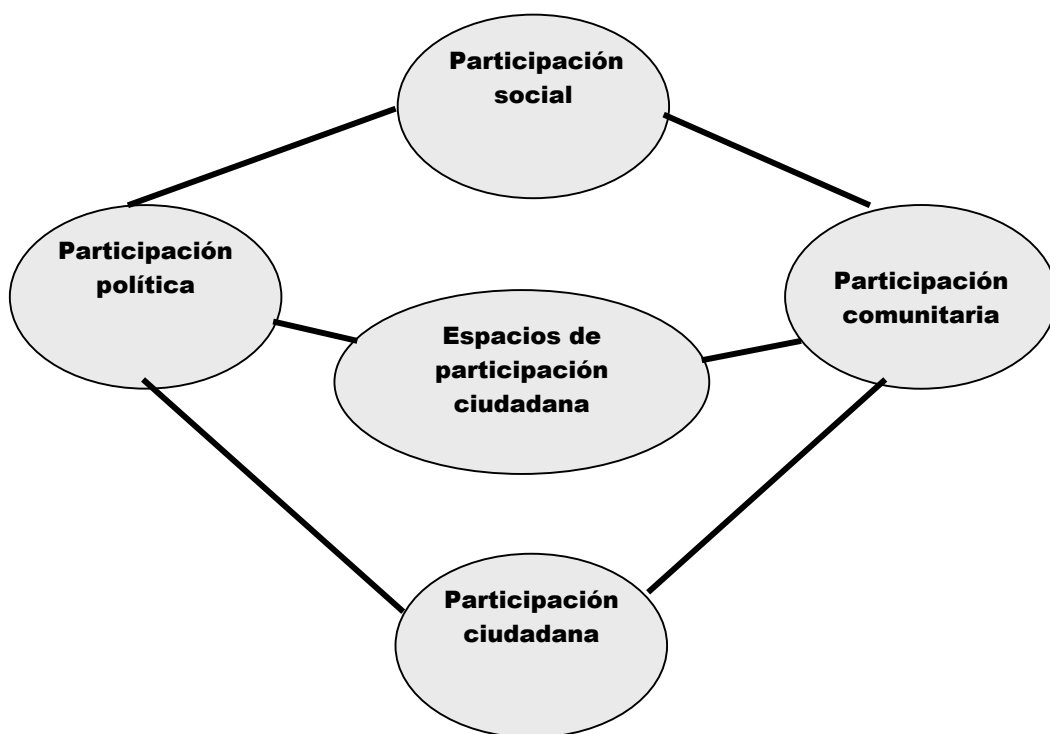 Participación
social
Participación
política
Participación
comunitaria
Espacios de
participación
ciudadana
Participación
ciudadana